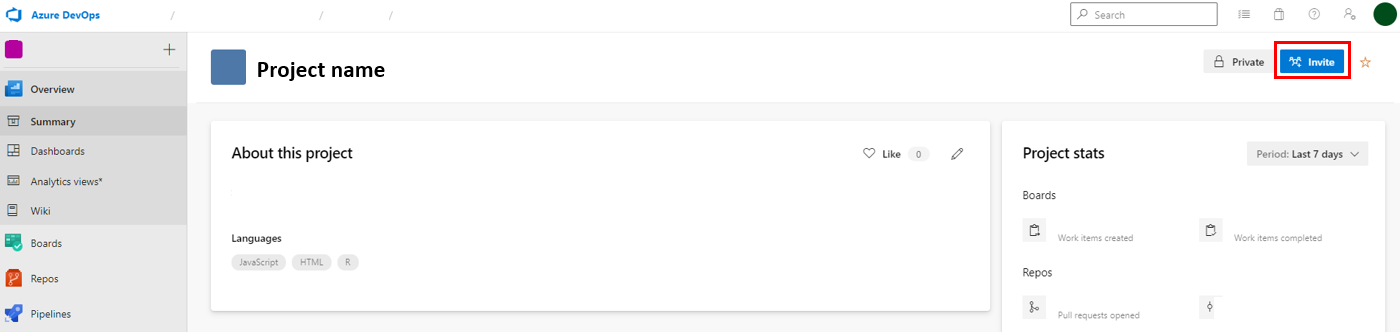 Azure DevOps / / /
Search
Overview
Summary
Dashboards
Analytics views*
Wiki
Boards
Repos
Pipelines
Project name
Private
Invite
About this project
Like 0
Languages
JavaScript HTML R
Project stats
Period: Last 7 days
Boards
Work items created Work items completed
Repos
Pull requests opened